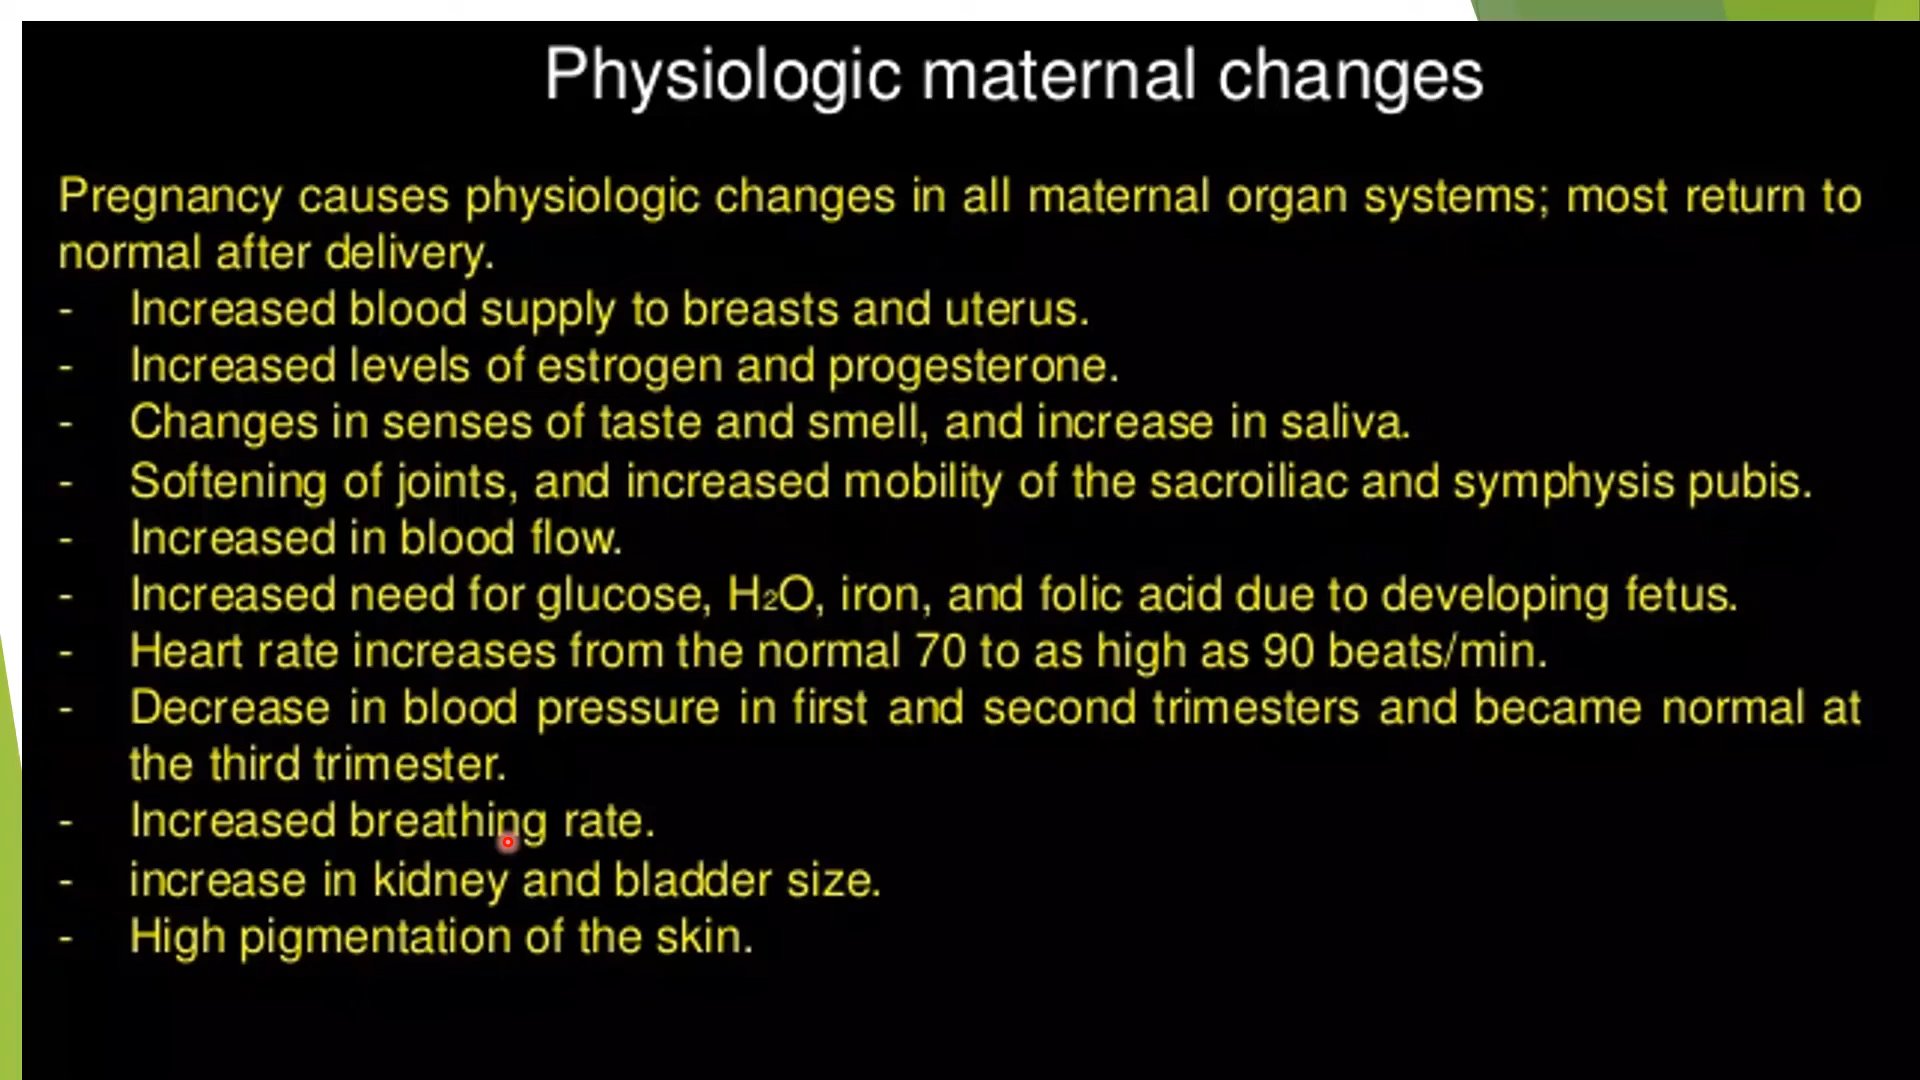 Physiologic maternal changes
Pregnancy causes physiologic changes in all maternal organ systems; most return to
normal after delivery.
- Increased blood supply to breasts and uterus.
- Increased levels of estrogen and progesterone.
- Changes in senses of taste and smell, and increase in saliva.
- Softening of joints, and increased mobility of the sacroiliac and symphysis pubis.
- Increased in blood flow.
- Increased need for glucose, H₂O, iron, and folic acid due to developing fetus.
- Heart rate increases from the normal 70 to as high as 90 beats/min.
- Decrease in blood pressure in first and second trimesters and became normal at
the third trimester.
- Increased breathing rate.
- increase in kidney and bladder size.
- High pigmentation of the skin.